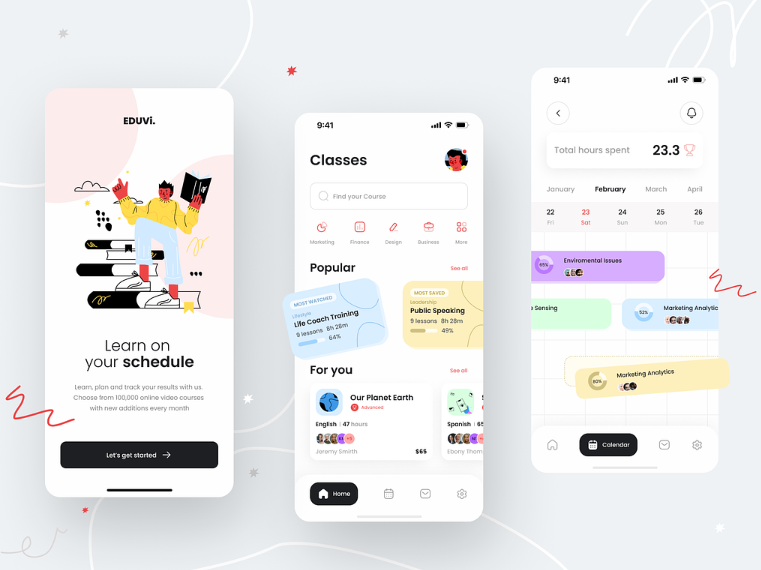 EDUVi.
Learn on
your schedule
Learn, plan and track your results with us.
Choose from 100,000 online video courses
with new additions every month
Let's get started
9:41
Classes
Find your Course
Marketing
Finance
Design
Business
More
Popular
See all
MOST WATCHED
Lifestyle
Life Coach Training
9 lessons 8h 28m
64%
MOST SAVED
Leadership
Public Speaking
9 lessons 8h 28m
49%
For you
See all
Our Planet Earth
Advanced
English | 47 hours
Jeremy Smith
$65
Spanish
Ebany Thom
Home
9:41
Total hours spent
23.3
January
February
March
April
22
23
24
25
26
Fri
Sat
Sun
Mon
Tue
Enviromental Issues
Sensing
52%
Marketing Analytic
60%
Marketing Analytics
Calendar